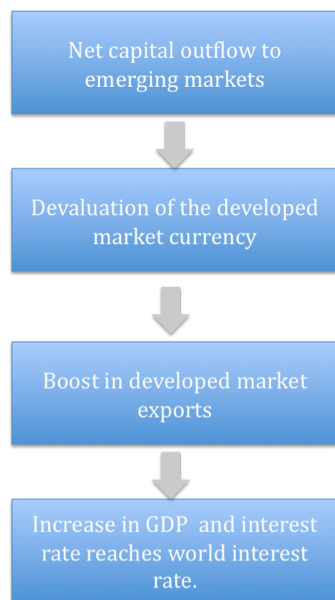 Net capital outflow to
emerging markets
Devaluation of the developed
market currency
Boost in developed market
exports
Increase in GDP and interest
rate reaches world interest
rate.